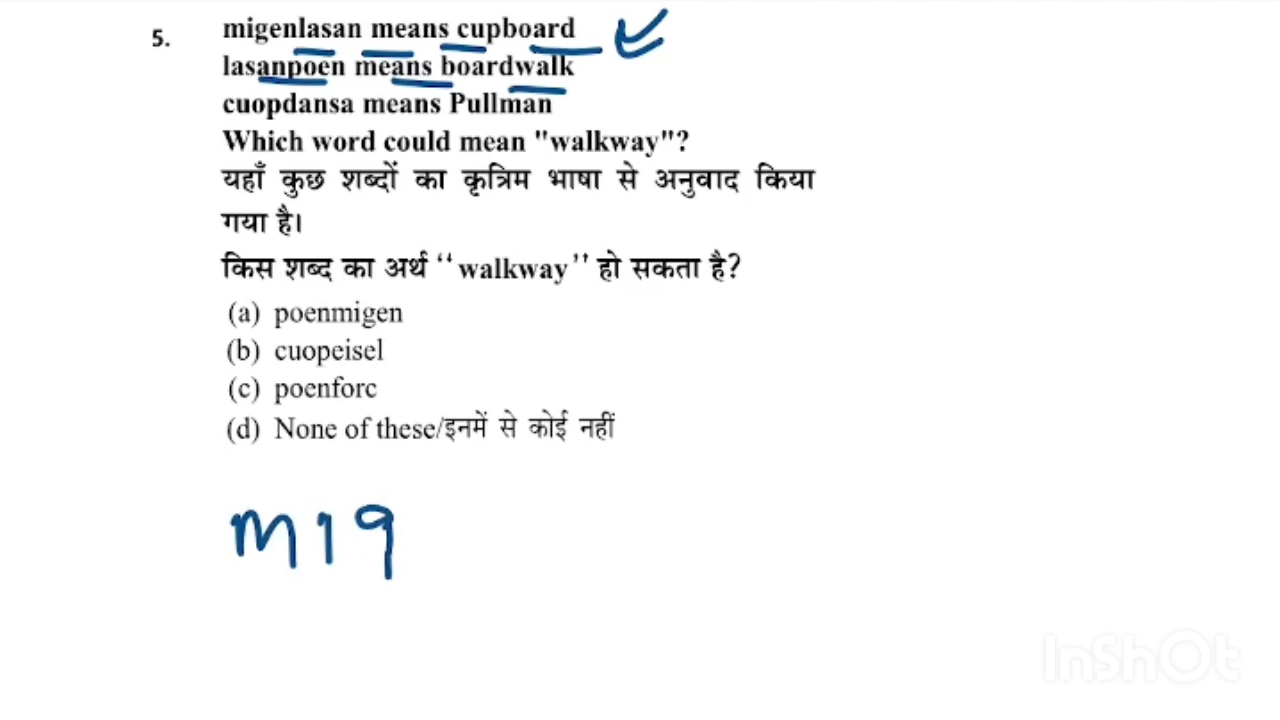 5. migenlasan means cupboard
lasanpoen means boardwalk
cuopdansa means Pullman
Which word could mean "walkway"?
यहाँ कुछ शब्दों का कृत्रिम भाषा से अनुवाद किया
गया है।
किस शब्द का अर्थ ‘‘walkway’’ हो सकता है?
(a) poenmigen
(b) cuopeisel
(c) poenforc
(d) None of these/इनमें से कोई नहीं
m19
InShOt